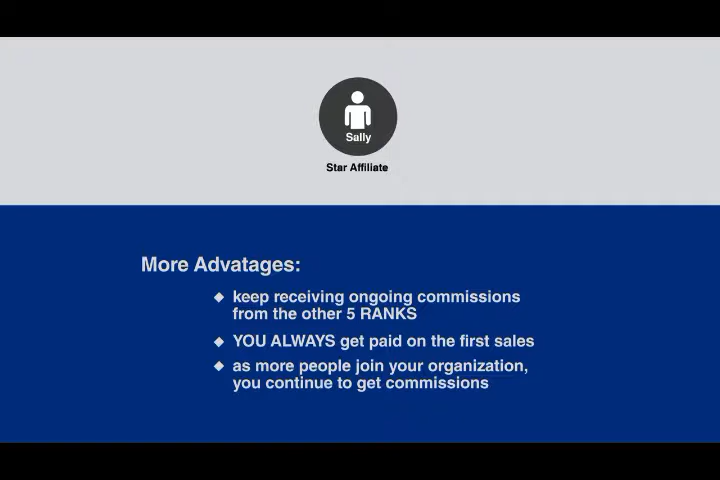 Sally
Star Affiliate
More Advatages:
◆ keep receiving ongoing commissions
from the other 5 RANKS
◆ YOU ALWAYS get paid on the first sales
◆ as more people join your organization,
you continue to get commissions